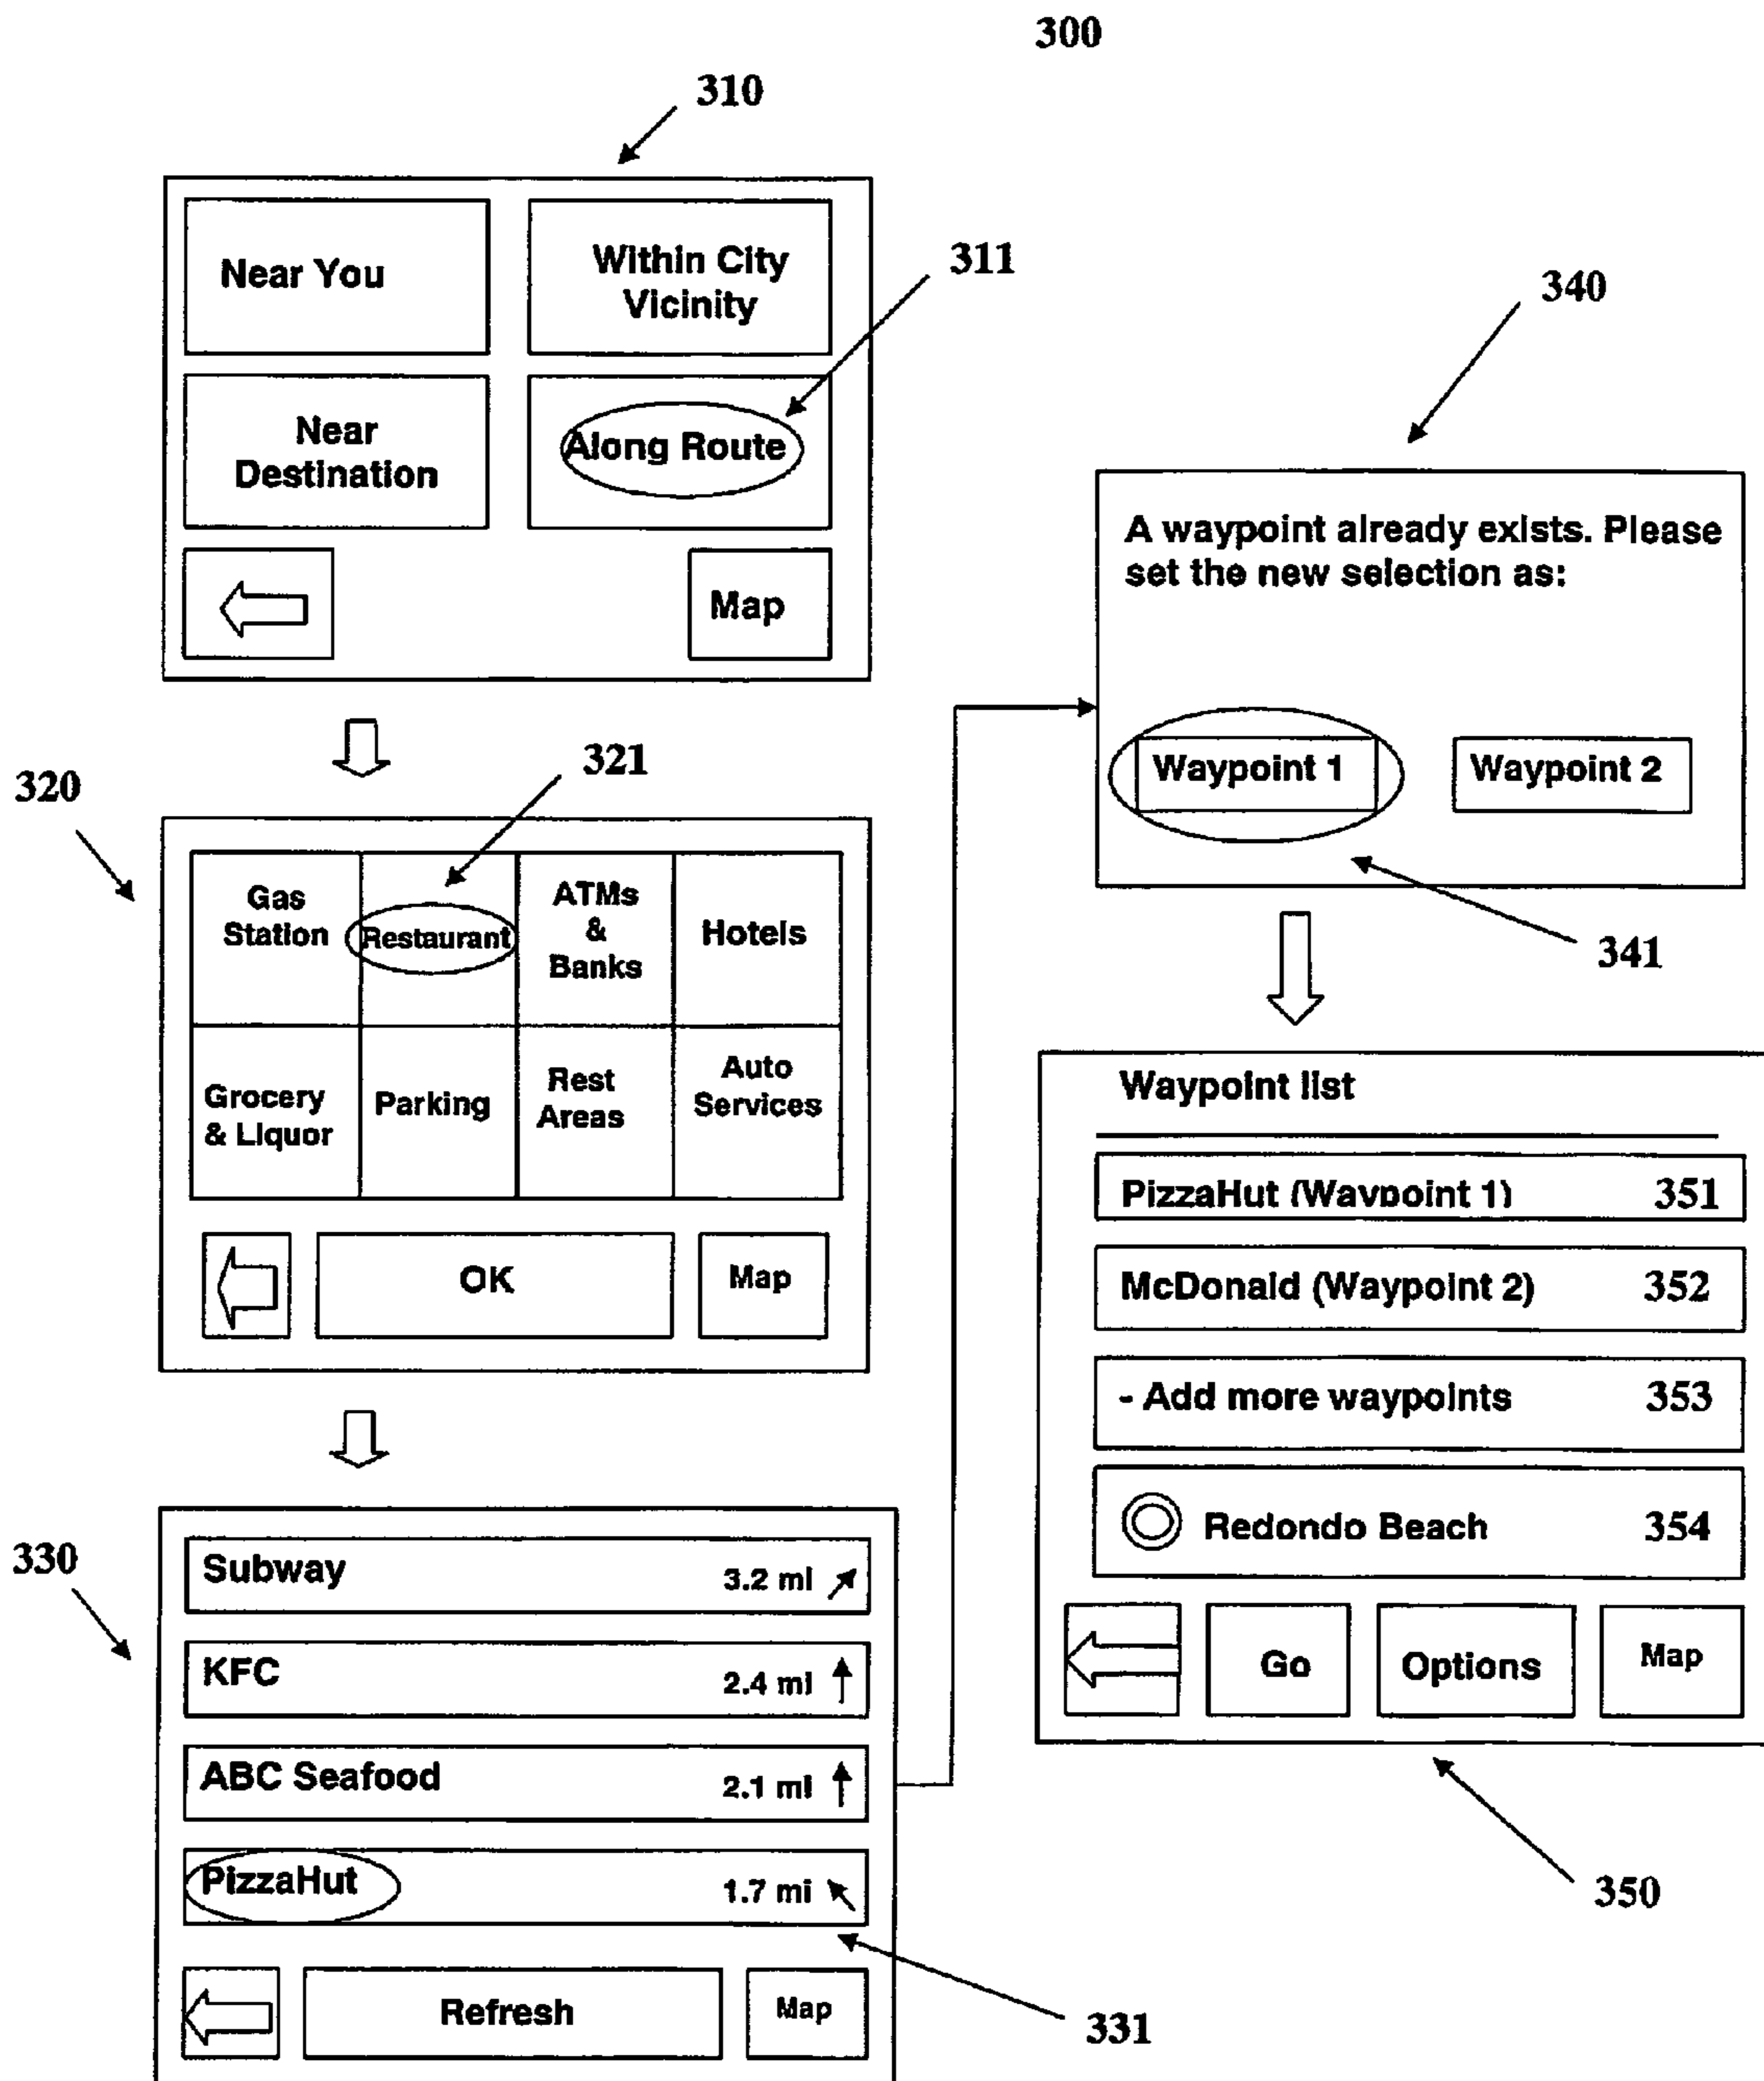 300
310
Near You
Within City
Vicinity
311
Near
Destination
Along Route
Map
320
321
Gas
Station
Restaurant
ATMs
&
Banks
Hotels
Grocery
& Liquor
Parking
Rest
Areas
Auto
Services
OK
Map
330
Subway 3.2 mi
KFC 2.4 mi
ABC Seafood 2.1 mi
PizzaHut 1.7 mi
Refresh
Map
331
340
A waypoint already exists. Please
set the new selection as:
Waypoint 1
Waypoint 2
341
Waypoint list
PizzaHut (Waypoint 1) 351
McDonald (Waypoint 2) 352
- Add more waypoints 353
Redondo Beach 354
Go
Options
Map
350